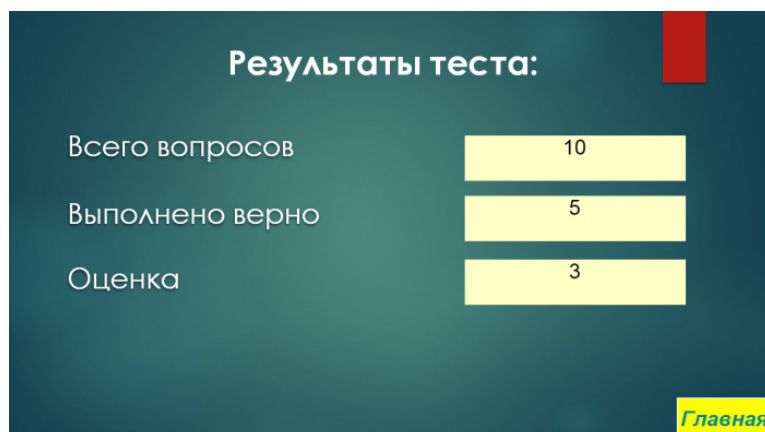 Результаты теста:
Всего вопросов 10
Выполнено верно 5
Оценка 3
Главная